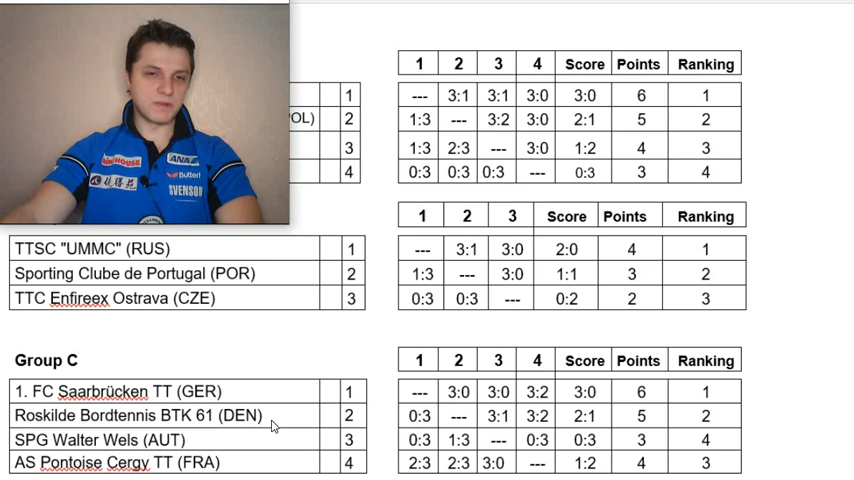 1 2 3 4 Score Points Ranking
1 --- 3:1 3:1 3:0 3:0 6 1
OL) 2 1:3 --- 3:2 3:0 2:1 5 2
3 1:3 2:3 --- 3:0 1:2 4 3
4 0:3 0:3 0:3 --- 0:3 3 4
HOUSE ANA
Butterf
SVENSON
1 2 3 Score Points Ranking
TTSC "UMMC" (RUS) 1 --- 3:1 3:0 2:0 4 1
Sporting Clube de Portugal (POR) 2 1:3 --- 3:0 1:1 3 2
TTC Enfireex Ostrava (CZE) 3 0:3 0:3 --- 0:2 2 3
Group C 1 2 3 4 Score Points Ranking
1. FC Saarbrücken TT (GER) 1 --- 3:0 3:0 3:2 3:0 6 1
Roskilde Bordtennis BTK 61 (DEN) 2 0:3 --- 3:1 3:2 2:1 5 2
SPG Walter Wels (AUT) 3 0:3 1:3 --- 0:3 0:3 3 4
AS Pontoise Cergy TT (FRA) 4 2:3 2:3 3:0 --- 1:2 4 3